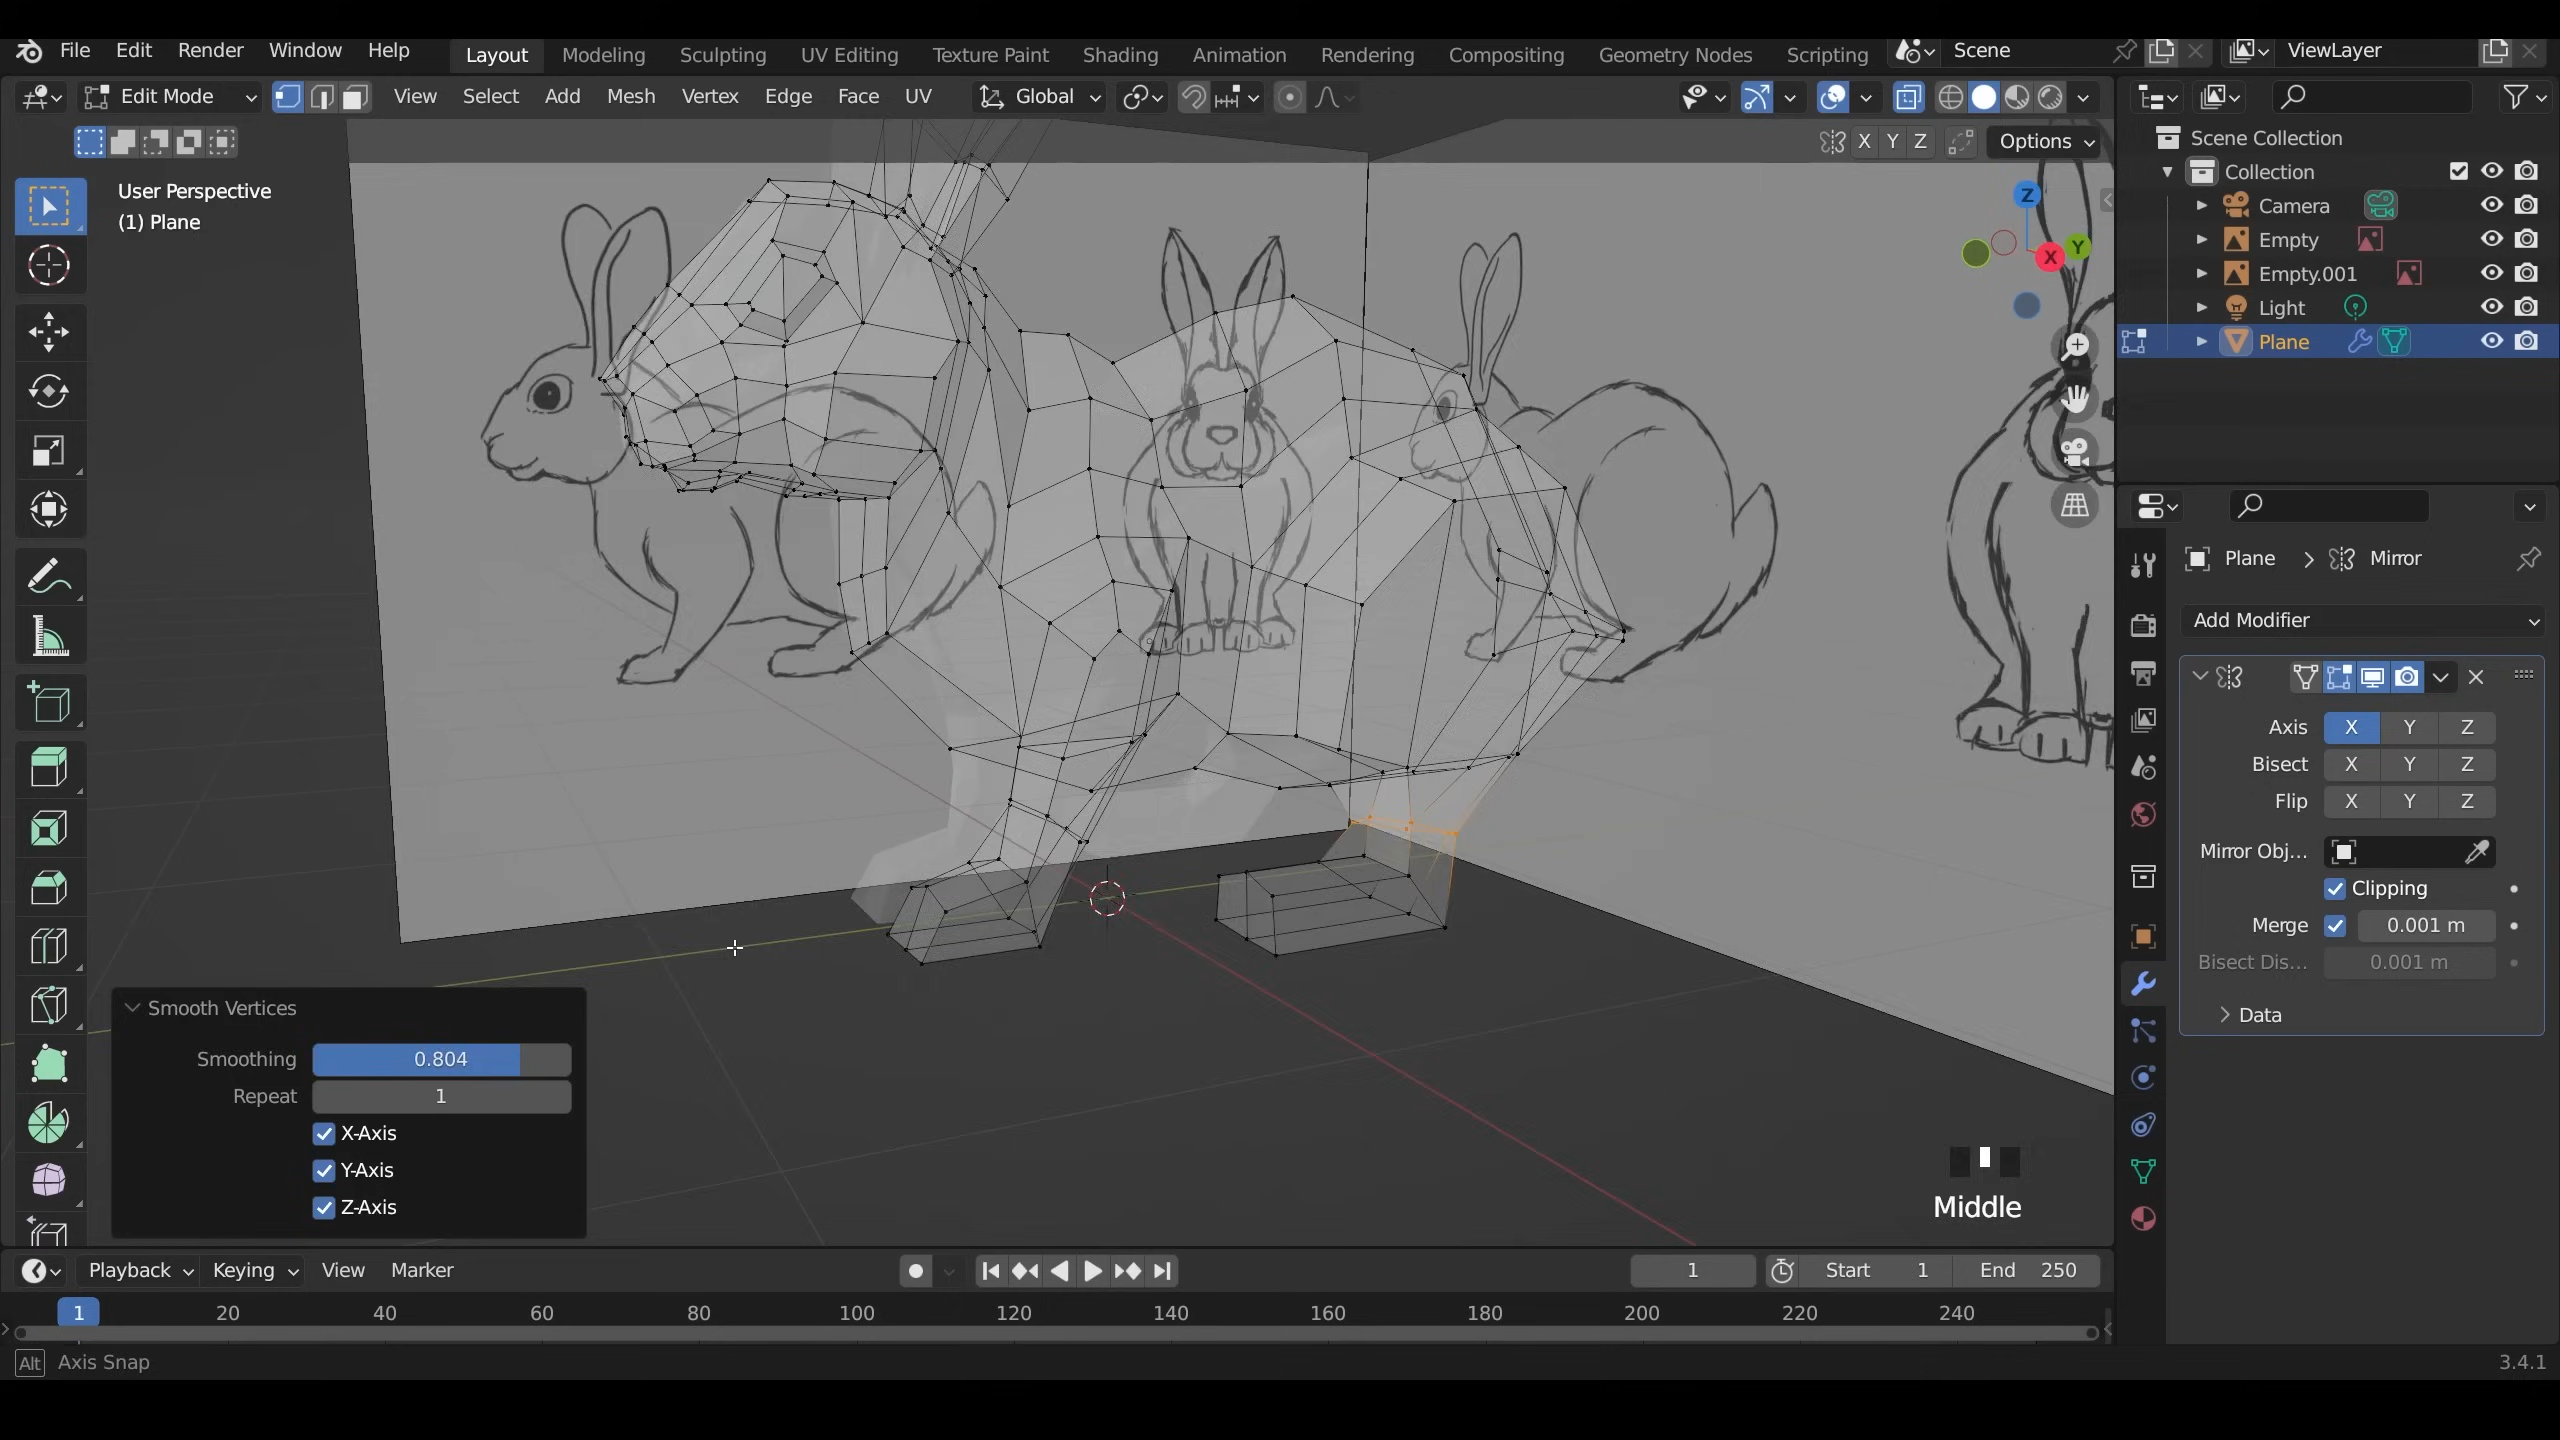 File Edit Render Window Help Layout Modeling Sculpting UV Editing Texture Paint Shading Animation Rendering Compositing Geometry Nodes Scripting Scene ViewLayer
Edit Mode View Select Add Mesh Vertex Edge Face UV Global
X Y Z Options
User Perspective
(1) Plane
Z
Y
X
Scene Collection
Collection
Camera
Empty
Empty.001
Light
Plane
Plane > Mirror
Add Modifier
Axis X Y Z
Bisect X Y Z
Flip X Y Z
Mirror Obj...
Clipping
Merge 0.001 m
Bisect Dis... 0.001 m
Data
Smooth Vertices
Smoothing 0.804
Repeat 1
X-Axis
Y-Axis
Z-Axis
Middle
Playback Keying View Marker 1 Start 1 End 250
1 20 40 60 80 100 120 140 160 180 200 220 240
Alt Axis Snap 3.4.1